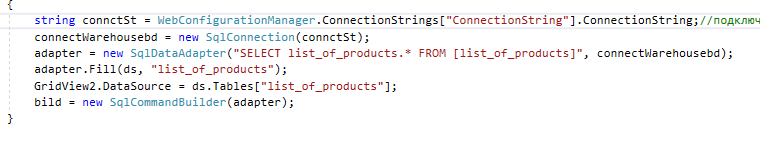 {
string connctSt = WebConfigurationManager.ConnectionStrings["ConnectionString"].ConnectionString;//подключ
connectWarehousebd = new SqlConnection(connctSt);
adapter = new SqlDataAdapter("SELECT list_of_products.* FROM [list_of_products]", connectWarehousebd);
adapter.Fill(ds, "list_of_products");
GridView2.DataSource = ds.Tables["list_of_products"];
bild = new SqlCommandBuilder(adapter);
}